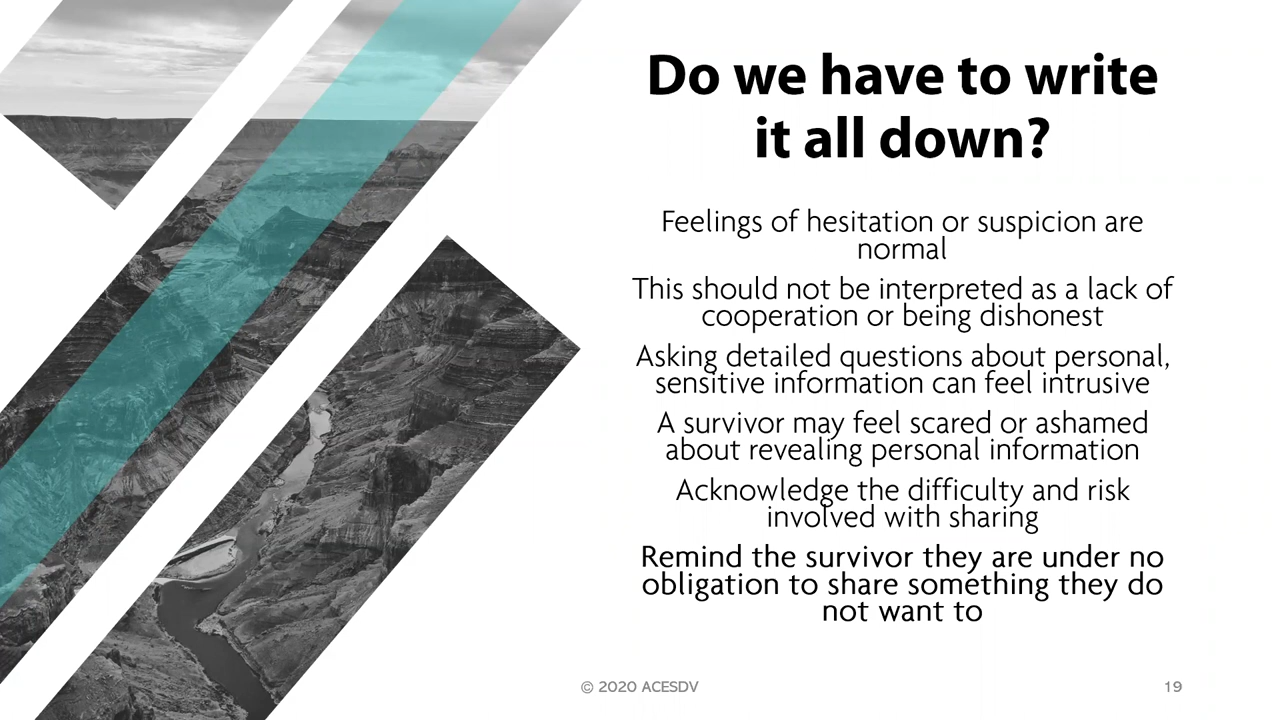 Do we have to write
it all down?
Feelings of hesitation or suspicion are
normal
This should not be interpreted as a lack of
cooperation or being dishonest
Asking detailed questions about personal,
sensitive information can feel intrusive
A survivor may feel scared or ashamed
about revealing personal information
Acknowledge the difficulty and risk
involved with sharing
Remind the survivor they are under no
obligation to share something they do
not want to
© 2020 ACESDV
19